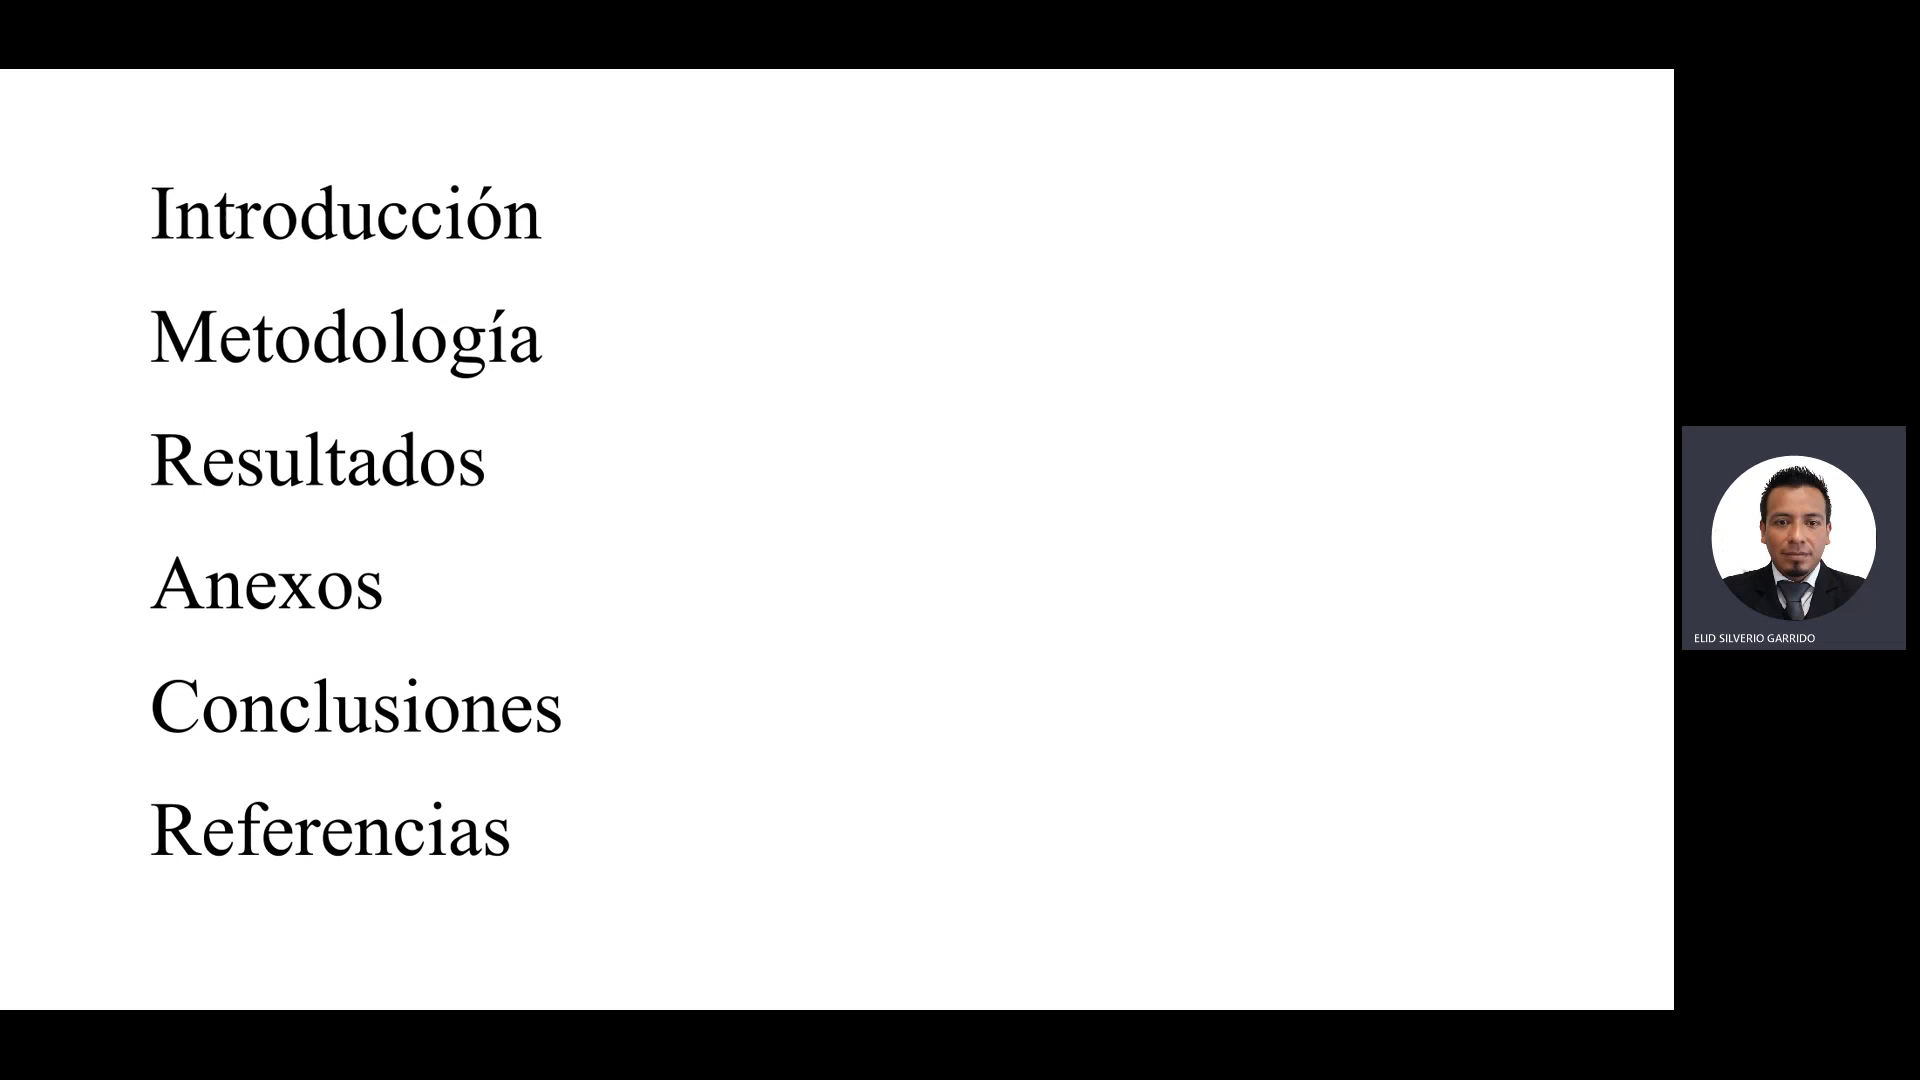 Introducción
Metodología
Resultados
Anexos
Conclusiones
Referencias
ELID SILVERIO GARRIDO